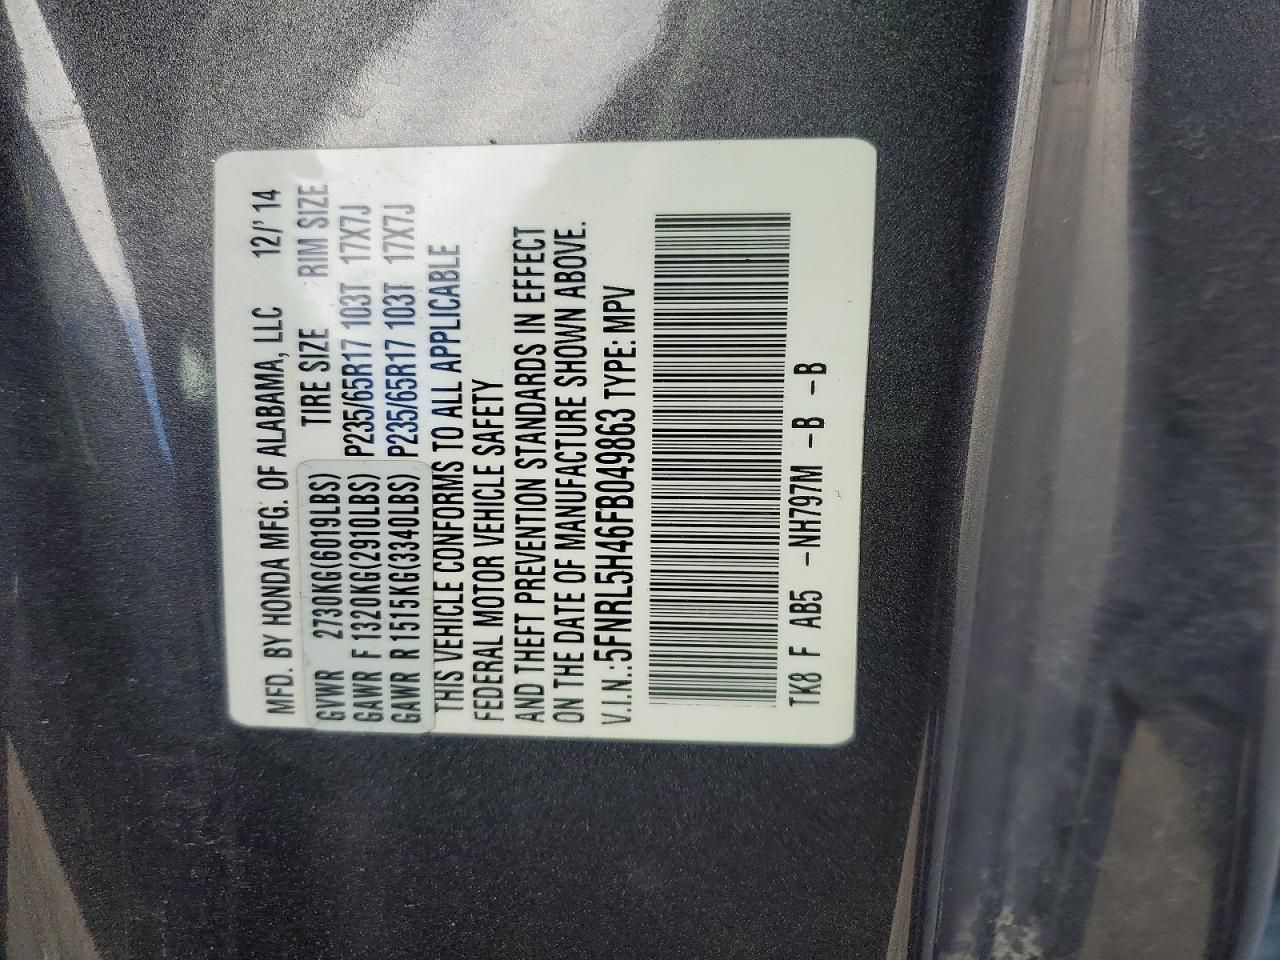 MFD. BY HONDA MFG. OF ALABAMA, LLC 12/'14
TIRE SIZE RIM SIZE
GVWR 2730KG(6019LBS)
GAWR F 1320KG(2910LBS) P235/65R17 103T 17X7J
GAWR R 1515KG(3340LBS) P235/65R17 103T 17X7J
THIS VEHICLE CONFORMS TO ALL APPLICABLE
FEDERAL MOTOR VEHICLE SAFETY
AND THEFT PREVENTION STANDARDS IN EFFECT
ON THE DATE OF MANUFACTURE SHOWN ABOVE.
V.I.N.:5FNRL5H46FB049863 TYPE: MPV
TK8 F AB5 -NH797M -B -B